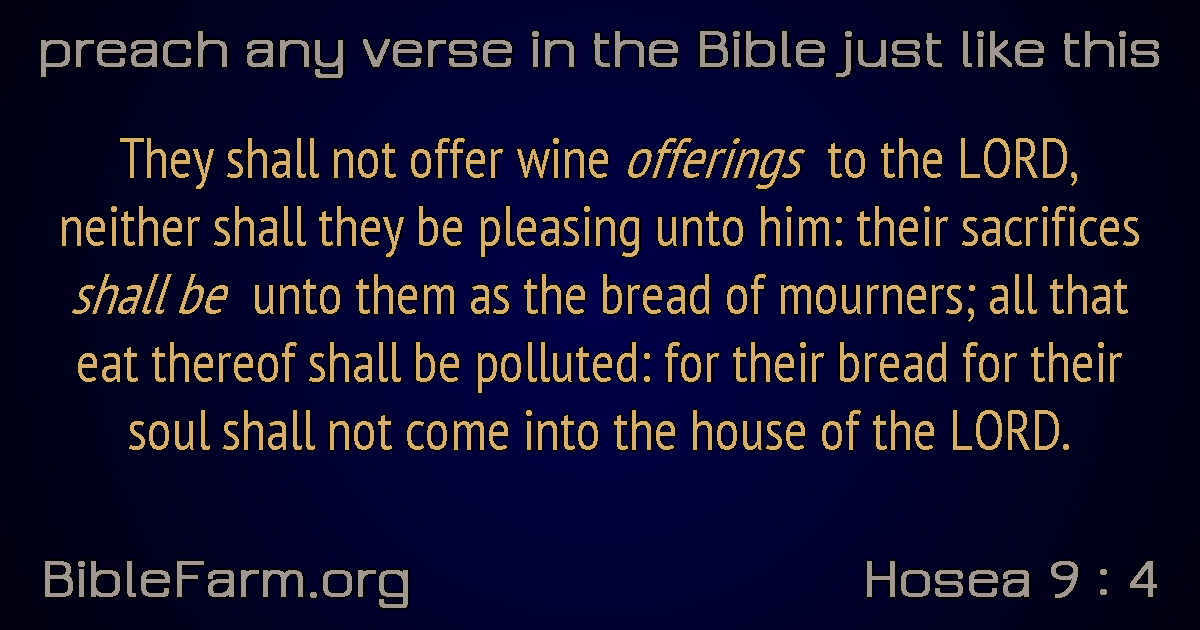 preach any verse in the Bible just like this
They shall not offer wine offerings to the LORD,
neither shall they be pleasing unto him: their sacrifices
shall be unto them as the bread of mourners; all that
eat thereof shall be polluted: for their bread for their
soul shall not come into the house of the LORD.
BibleFarm.org
Hosea 9 : 4